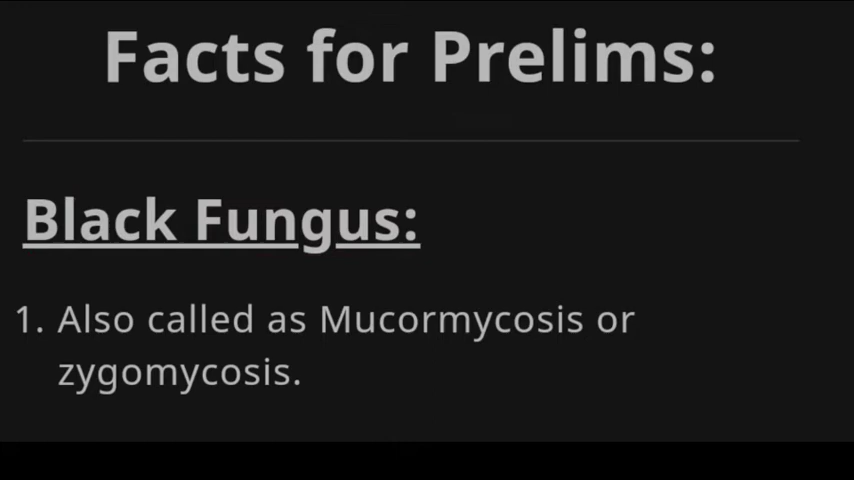 Facts for Prelims:
Black Fungus:
1. Also called as Mucormycosis or
zygomycosis.